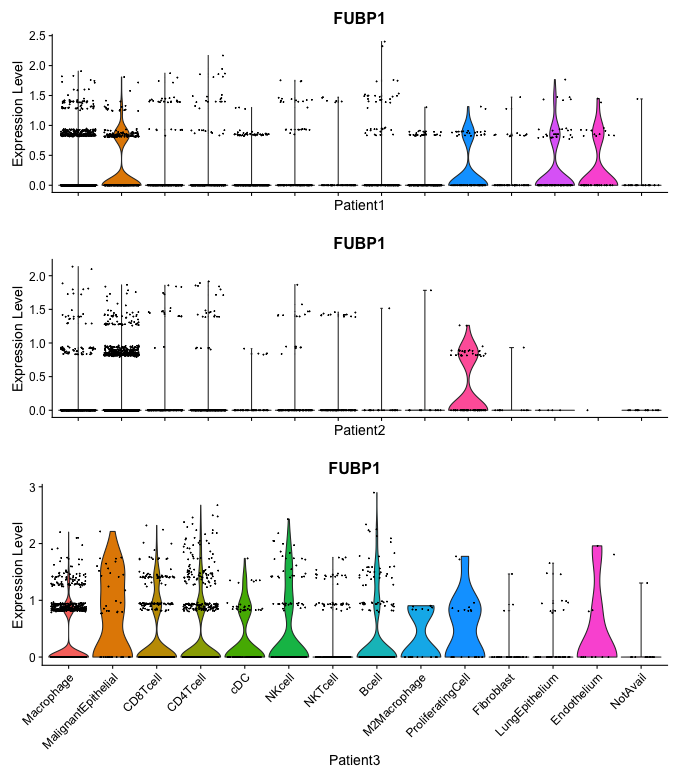 FUBP1
Expression Level
2.5
2.0
1.5
1.0
0.5
0.0
Patient1
FUBP1
Expression Level
2.0
1.5
1.0
0.5
0.0
Patient2
FUBP1
Expression Level
3
2
1
0
Macrophage
MalignantEpithelial
CD8Tcell
CD4Tcell
cDC
NKcell
NKTcell
Bcell
M2Macrophage
ProliferatingCell
Fibroblast
LungEpithelium
Endothelium
NotAvail
Patient3